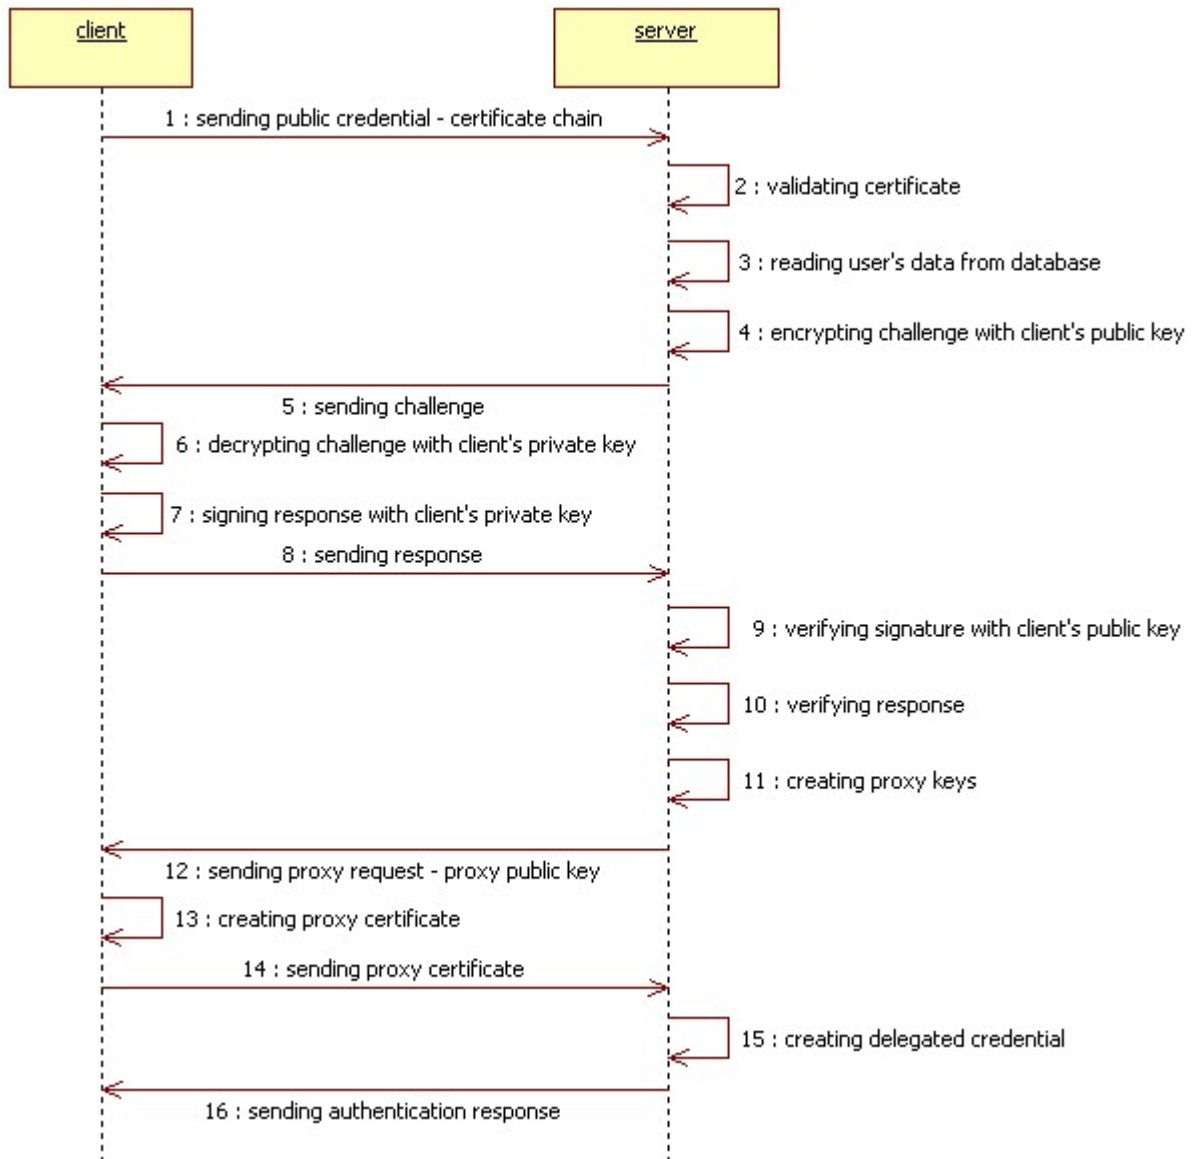 client
server
1 : sending public credential - certificate chain
2 : validating certificate
3 : reading user's data from database
4 : encrypting challenge with client's public key
5 : sending challenge
6 : decrypting challenge with client's private key
7 : signing response with client's private key
8 : sending response
9 : verifying signature with client's public key
10 : verifying response
11 : creating proxy keys
12 : sending proxy request - proxy public key
13 : creating proxy certificate
14 : sending proxy certificate
15 : creating delegated credential
16 : sending authentication response